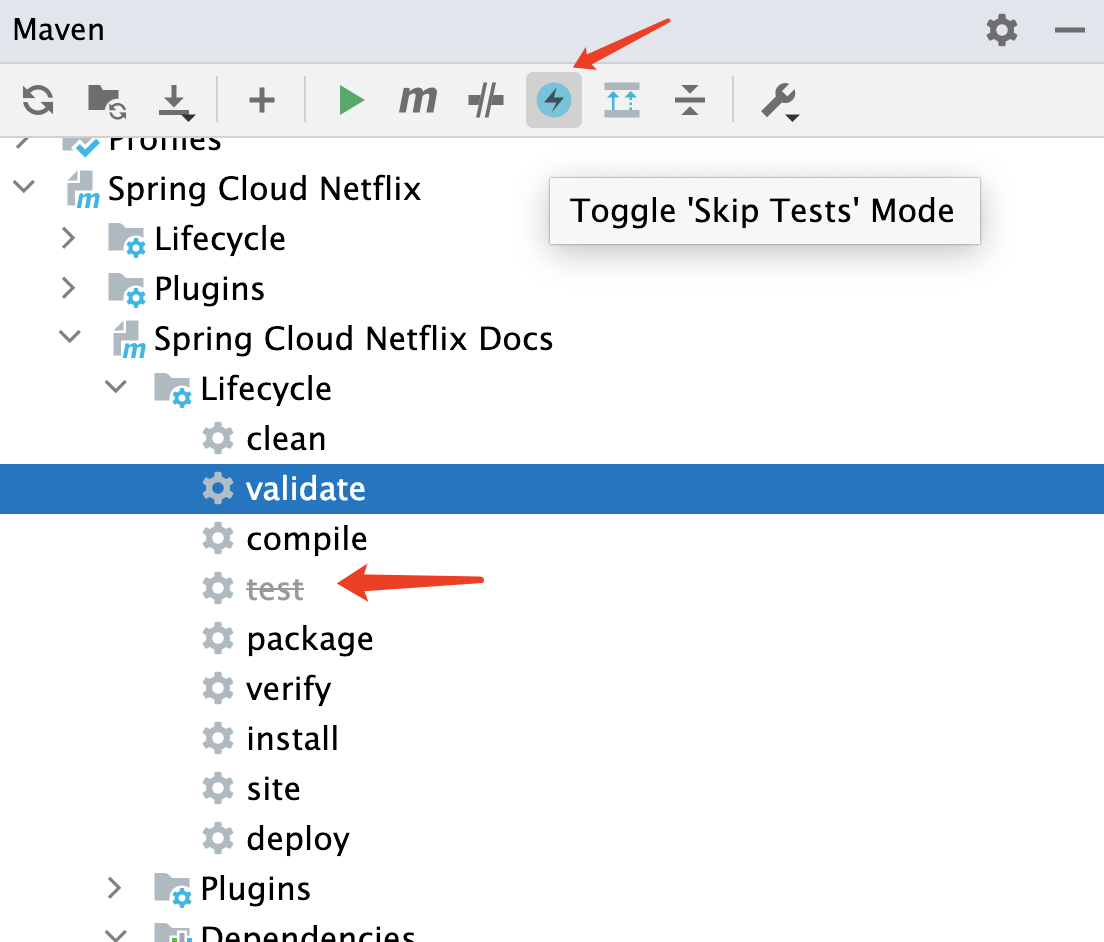 Maven
m
Profiles
Spring Cloud Netflix
Toggle 'Skip Tests' Mode
Lifecycle
Plugins
Spring Cloud Netflix Docs
Lifecycle
clean
validate
compile
test
package
verify
install
site
deploy
Plugins
Dependencies